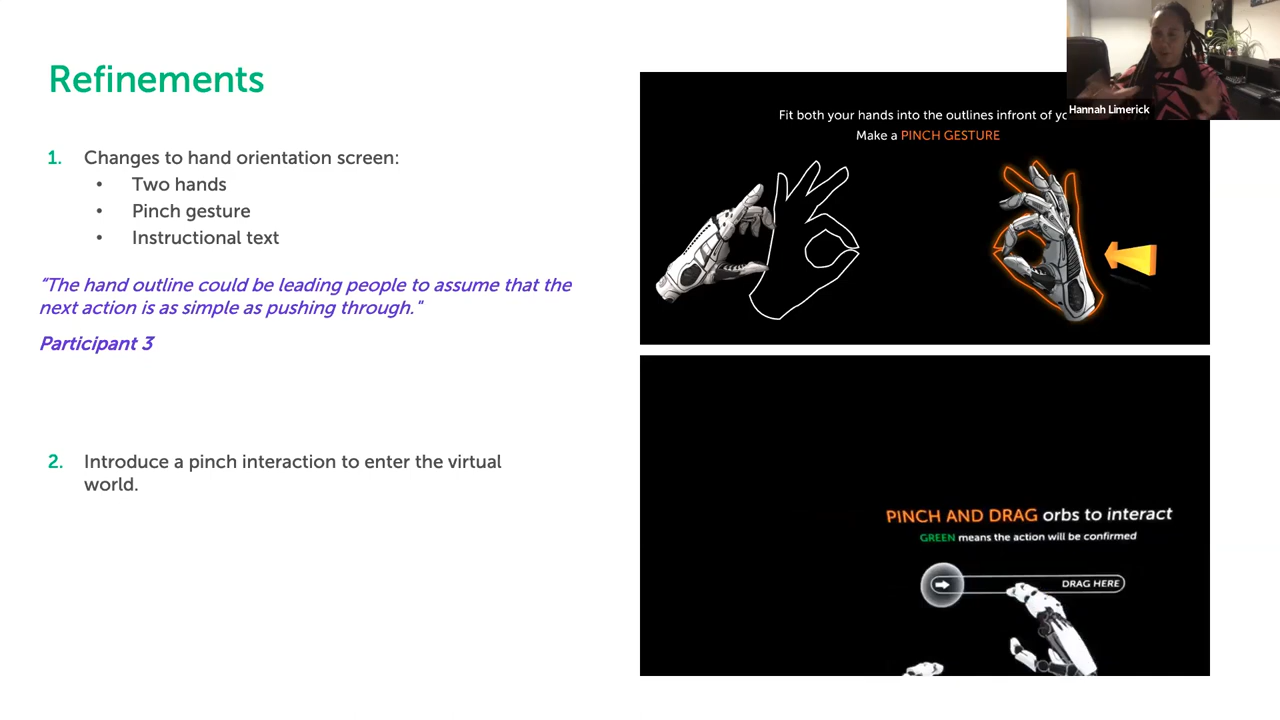 Refinements
1. Changes to hand orientation screen:
• Two hands
• Pinch gesture
• Instructional text
“The hand outline could be leading people to assume that the
next action is as simple as pushing through."
Participant 3
2. Introduce a pinch interaction to enter the virtual
world.
Fit both your hands into the outlines infront of
Make a PINCH GESTURE
PINCH AND DRAG orbs to interact
GREEN means the action will be confirmed
DRAG HERE
Hannah Limerick